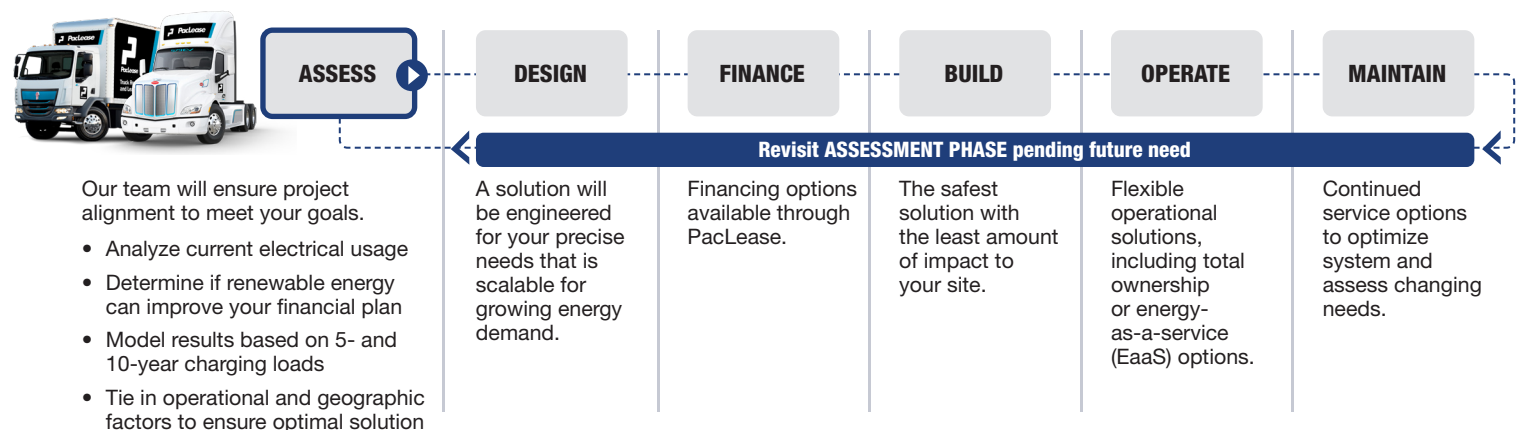 PacLease
PacLease
PacLease
ASSESS
DESIGN
FINANCE
BUILD
OPERATE
MAINTAIN
Revisit ASSESSMENT PHASE pending future need
Our team will ensure project
alignment to meet your goals.
• Analyze current electrical usage
• Determine if renewable energy
can improve your financial plan
• Model results based on 5- and
10-year charging loads
• Tie in operational and geographic
factors to ensure optimal solution
A solution will
be engineered
for your precise
needs that is
scalable for
growing energy
demand.
Financing options
available through
PacLease.
The safest
solution with
the least amount
of impact to
your site.
Flexible
operational
solutions,
including total
ownership
or energy-
as-a-service
(EaaS) options.
Continued
service options
to optimize
system and
assess changing
needs.